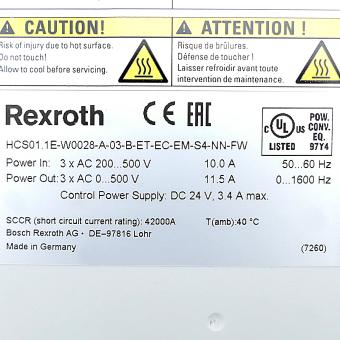 CAUTION!
Risk of injury due to hot surface.
Do not touch!
Allow to cool before servicing.
ATTENTION !
Risque de brûlures.
Défense de toucher !
Laisser refroidir avant toute
intervention de maintenance.
Rexroth CE EAC
HCS01.1E-W0028-A-03-B-ET-EC-EM-S4-NN-FW
Power In: 3 x AC 200...500 V 10.0 A 50...60 Hz
Power Out: 3 x AC 0...500 V 11.5 A 0...1600 Hz
Control Power Supply: DC 24 V, 3.4 A max.
c UL us
LISTED
POW.
CONV.
EQ.
97Y4
SCCR (short circuit current rating): 42000A T(amb):40 °C
Bosch Rexroth AG • DE–97816 Lohr
Made in Germany (7260)